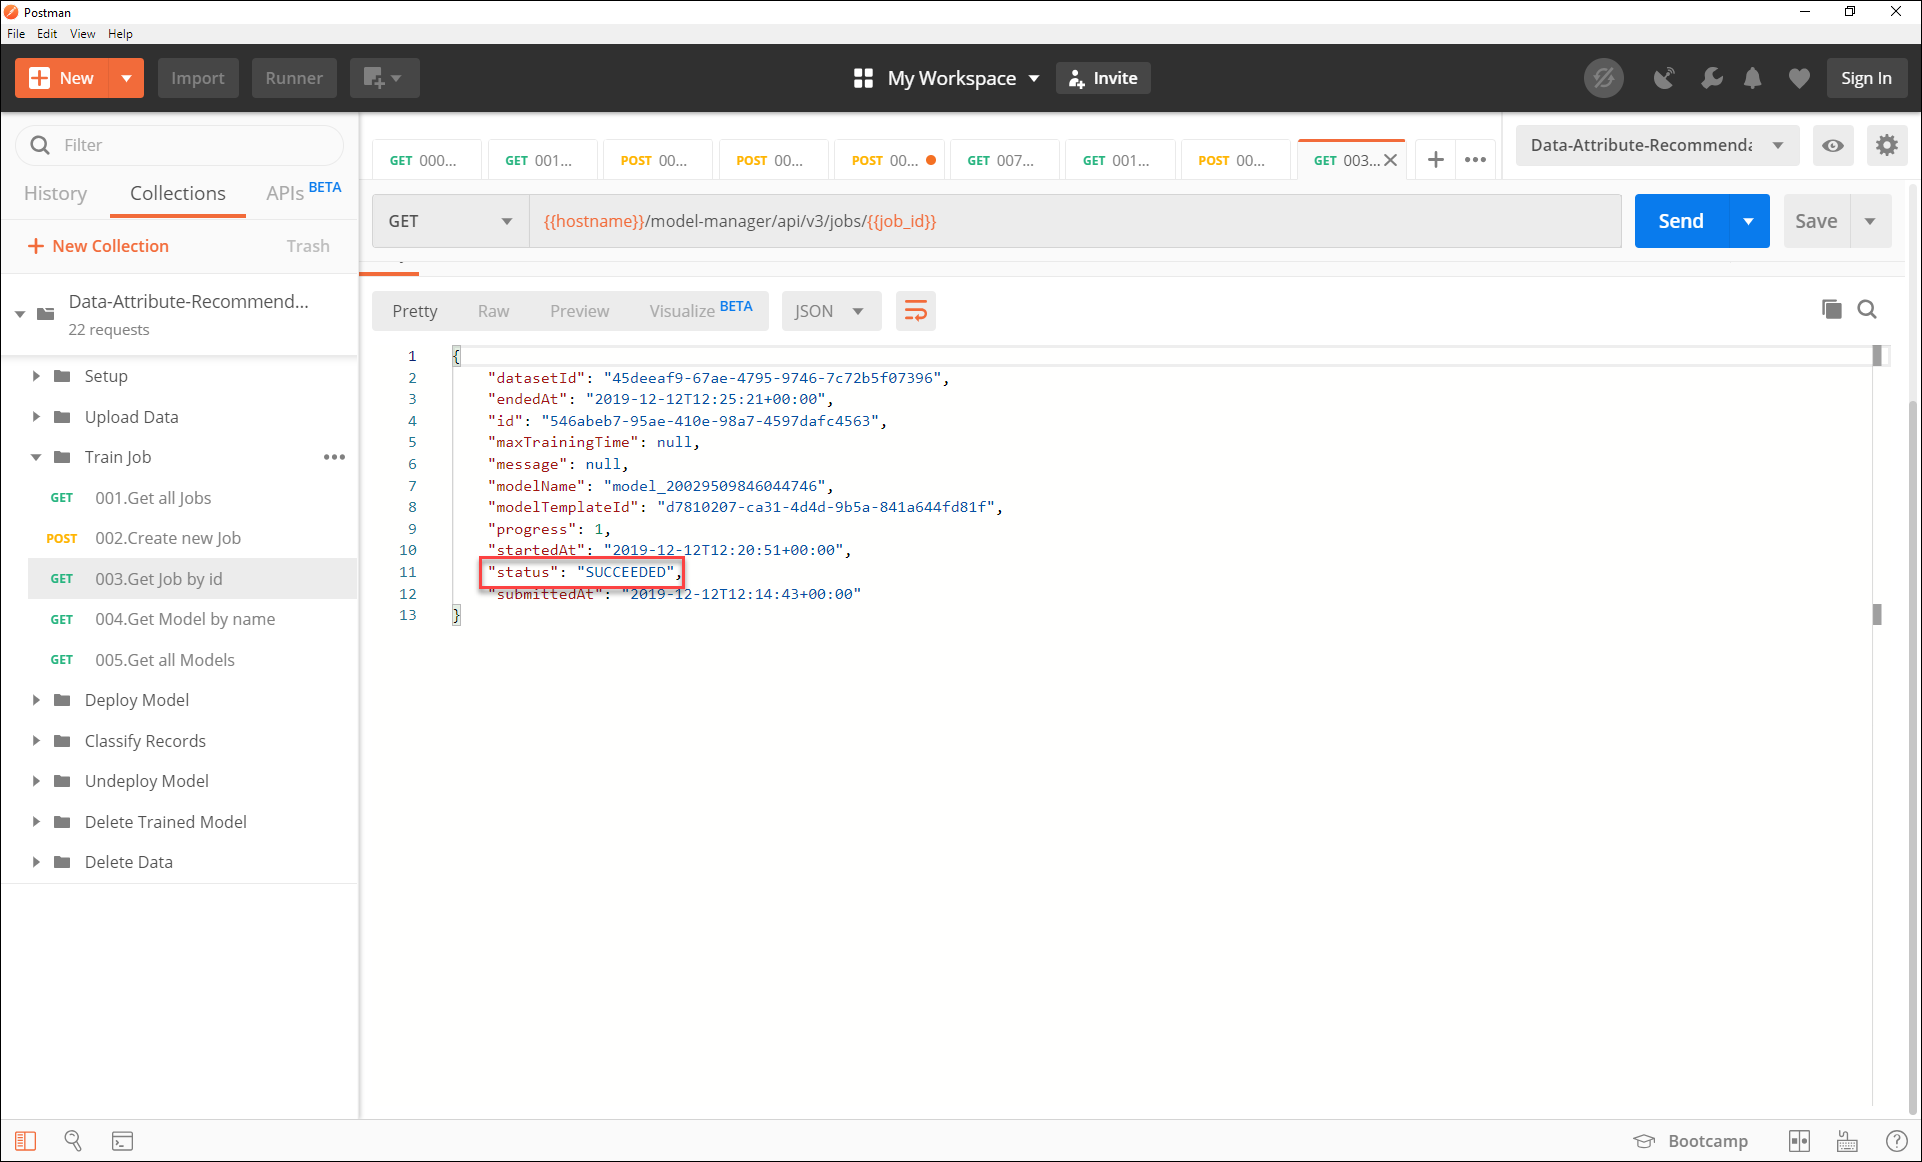 Postman
File Edit View Help
New Import Runner My Workspace Invite Sign In
Filter
History Collections APIs BETA
New Collection Trash
Data-Attribute-Recommend...
22 requests
Setup
Upload Data
Train Job
GET 001.Get all Jobs
POST 002.Create new Job
GET 003.Get Job by id
GET 004.Get Model by name
GET 005.Get all Models
Deploy Model
Classify Records
Undeploy Model
Delete Trained Model
Delete Data
GET 000... GET 001... POST 00... POST 00... POST 00... GET 007... GET 001... POST 00... GET 003...
Data-Attribute-Recommenda
GET {{hostname}}/model-manager/api/v3/jobs/{{job_id}} Send Save
Pretty Raw Preview Visualize BETA JSON
1 {
2 "datasetId": "45deeaf9-67ae-4795-9746-7c72b5f07396",
3 "endedAt": "2019-12-12T12:25:21+00:00",
4 "id": "546abeb7-95ae-410e-98a7-4597dafc4563",
5 "maxTrainingTime": null,
6 "message": null,
7 "modelName": "model_20029509846044746",
8 "modelTemplateId": "d7810207-ca31-4d4d-9b5a-841a644fd81f",
9 "progress": 1,
10 "startedAt": "2019-12-12T12:20:51+00:00",
11 "status": "SUCCEEDED",
12 "submittedAt": "2019-12-12T12:14:43+00:00"
13 }
Bootcamp